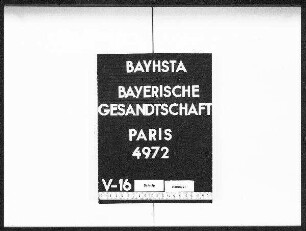 BAYHSTA
BAYERISCHE
GESANDTSCHAFT
PARIS
4972
V-16